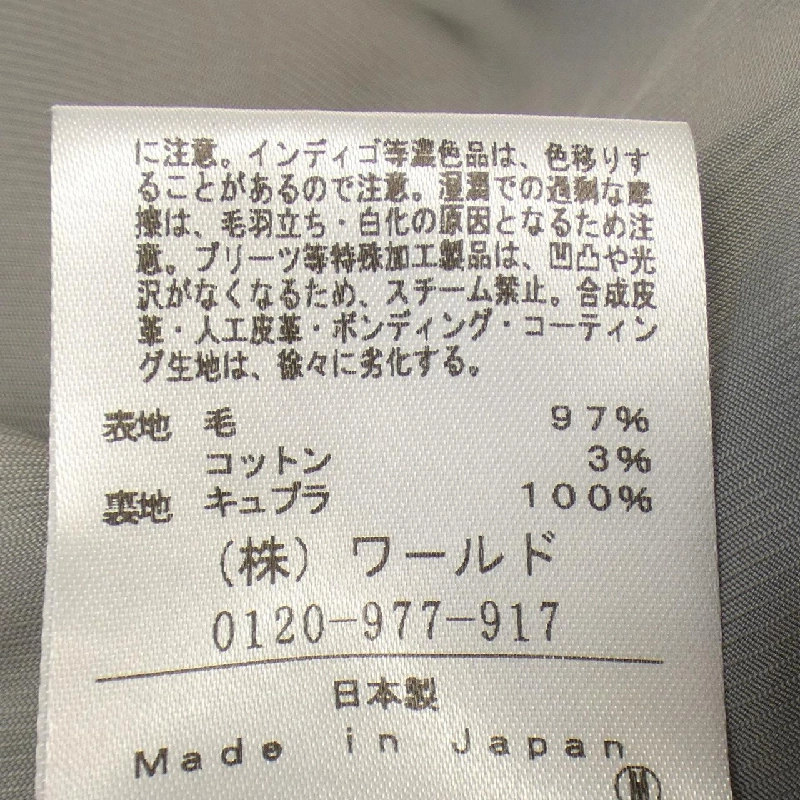 に注意。インディゴ等濃色品は、色移りす
ることがあるので注意。湿潤での過剰な摩
擦は、毛羽立ち・白化の原因となるため注
意。プリーツ等特殊加工製品は、凹凸や光
沢がなくなるため、スチーム禁止。合成皮
革・人工皮革・ボンディング・コーティン
グ生地は、徐々に劣化する。
表地 毛 97%
コットン 3%
裏地 キュプラ 100%
(株) ワールド
0120-977-917
日本製
Made in Japan
M